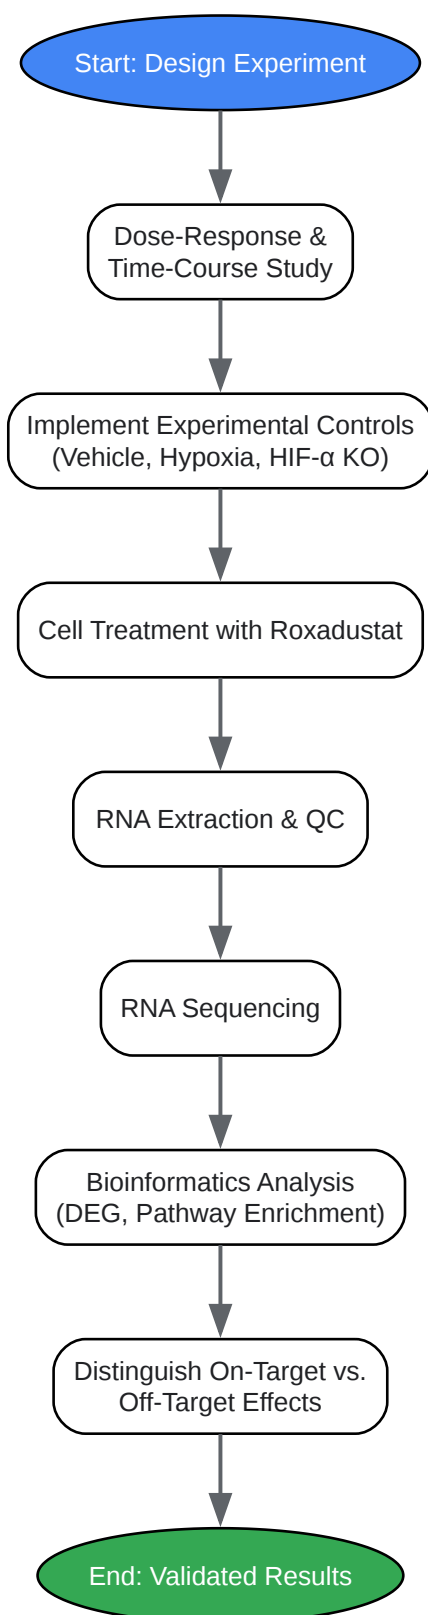 Start: Design Experiment
Dose-Response &
Time-Course Study
Implement Experimental Controls
(Vehicle, Hypoxia, HIF-α KO)
Cell Treatment with Roxadustat
RNA Extraction & QC
RNA Sequencing
Bioinformatics Analysis
(DEG, Pathway Enrichment)
Distinguish On-Target vs.
Off-Target Effects
End: Validated Results